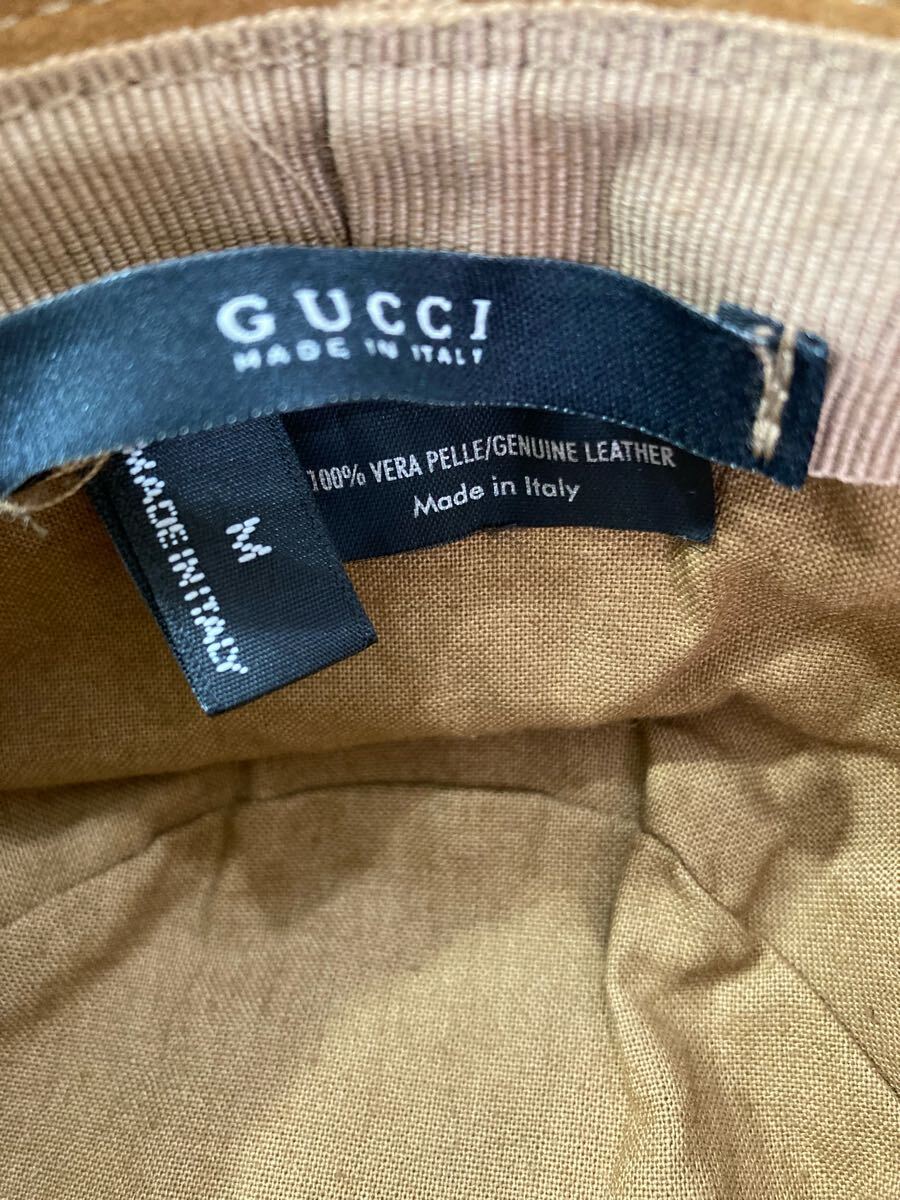 GUCCI
MADE IN ITALY
100% VERA PELLE/GENUINE LEATHER
Made in Italy
M
MADE IN ITALY